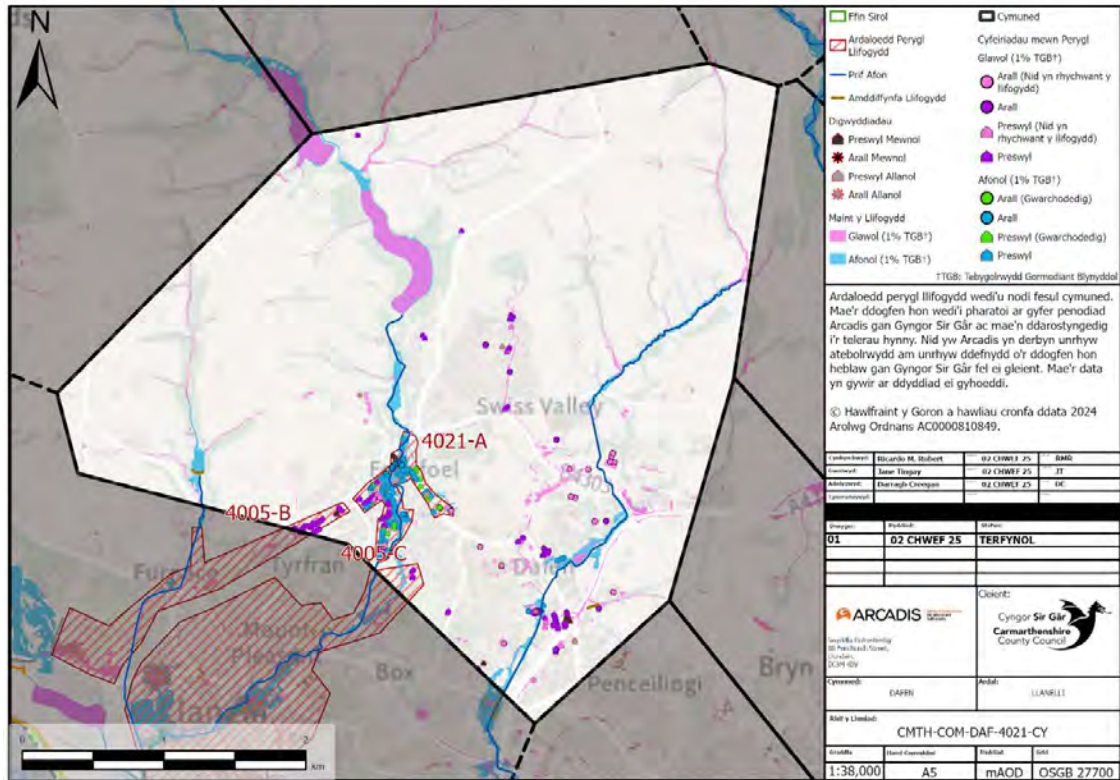 N
Swiss Valley
4021-A
4005-B
4005-C
Furnace
Tyrfran
Dafen
Box
Penceilingi
Bryn
Llanelli
0
1
2
km
Ffin Sirol
Ardaloedd Perygl
Llifogydd
Prif Afon
Amddiffynfa Llifogydd
Digwyddiadau
Preswyl Mewnol
Arall Mewnol
Preswyl Allanol
Arall Allanol
Maint y Llifogydd
Glawol (1% TGB†)
Afonol (1% TGB†)
Cymuned
Cyfeiriadau mewn Perygl
Glawol (1% TGB†)
Arall (Nid yn rhychwant y
llifogydd)
Arall
Preswyl (Nid yn
rhychwant y llifogydd)
Preswyl
Afonol (1% TGB†)
Arall (Gwarchodedig)
Arall
Preswyl (Gwarchodedig)
Preswyl
†TGB: Tebygolrwydd Gormodiant Blynyddol
Ardaloedd perygl llifogydd wedi'u nodi fesul cymuned.
Mae'r ddogfen hon wedi'i pharatoi ar gyfer penodiad
Arcadis gan Gyngor Sir Gâr ac mae'n ddarostyngedig
i'r telerau hynny. Nid yw Arcadis yn derbyn unrhyw
atebolrwydd am unrhyw ddefnydd o'r ddogfen hon
heblaw gan Gyngor Sir Gâr fel ei gleient. Mae'r data
yn gywir ar ddyddiad ei gyhoeddi.
© Hawlfraint y Goron a hawliau cronfa ddata 2024
Arolwg Ordnans AC0000810849.
Ricardo M. Robert 02 CHWEF 25 RMR
Jane Tingay 02 CHWEF 25 JT
Darragh Creegan 02 CHWEF 25 DC
01 02 CHWEF 25 TERFYNOL
ARCADIS
Cleient:
Cyngor Sir Gâr
Carmarthenshire
County Council
Cymuned:
DAFEN
Ardal:
LLANELLI
CMTH-COM-DAF-4021-CY
Graddfa
1:38,000
A5
mAOD
OSGB 27700